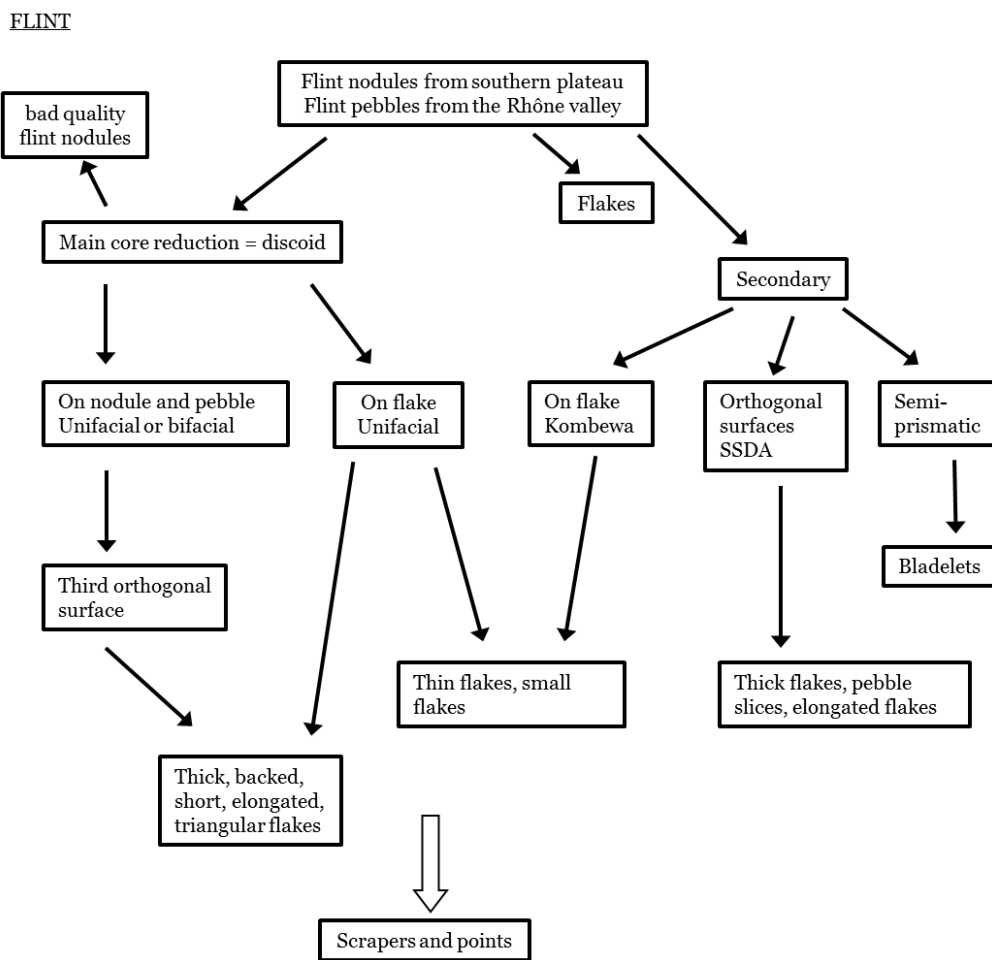 FLINT
Flint nodules from southern plateau
Flint pebbles from the Rhône valley
bad quality
flint nodules
Flakes
Main core reduction = discoid
Secondary
On nodule and pebble
Unifacial or bifacial
On flake
Unifacial
On flake
Kombewa
Orthogonal
surfaces
SSDA
Semi-
prismatic
Bladelets
Third orthogonal
surface
Thin flakes, small
flakes
Thick flakes, pebble
slices, elongated flakes
Thick, backed,
short, elongated,
triangular flakes
Scrapers and points